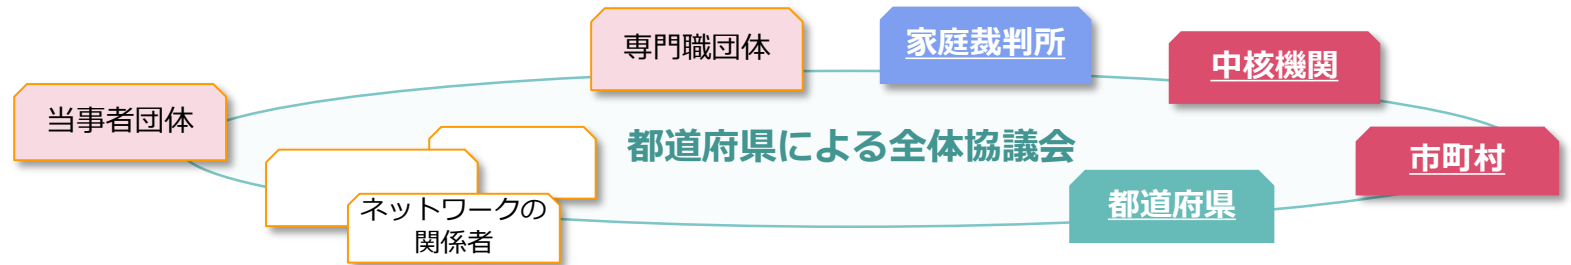 専門職団体
家庭裁判所
中核機関
当事者団体
都道府県による全体協議会
市町村
都道府県
ネットワークの
関係者